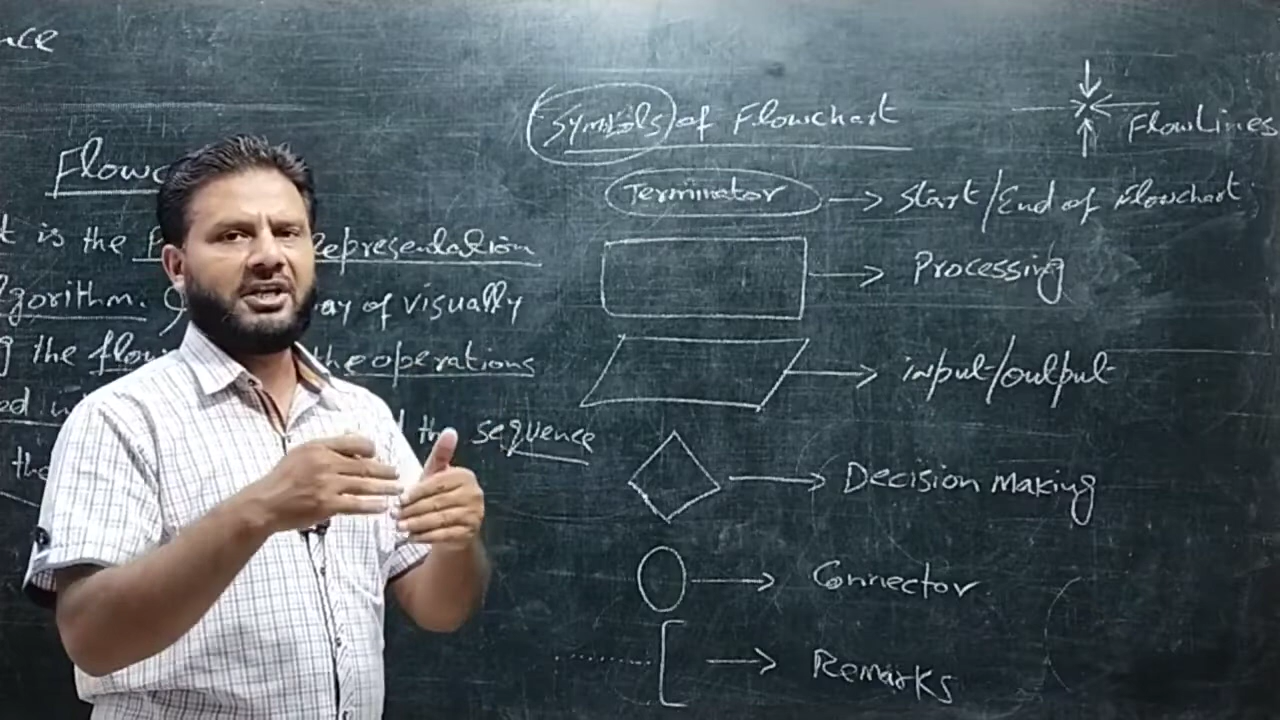 nce
Flowc
t is the Representation
lgorithm. ay of visually
g the flow the operations
ed in
the sequence
the
Symbols of Flowchart
Flowlines
Terminator → Start/End of Flowchart
Processing
input/output
Decision Making
Connector
Remarks